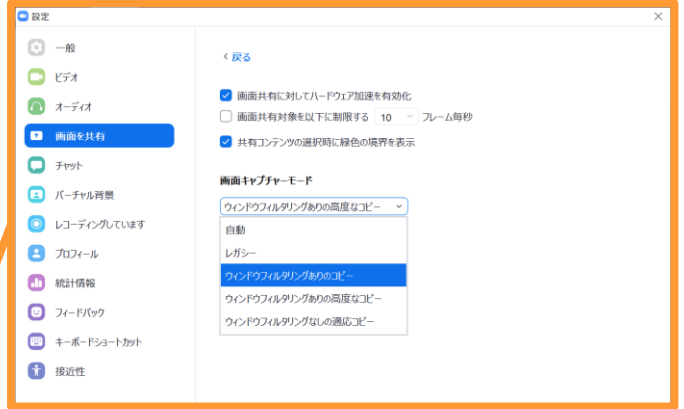 設定
一般
ビデオ
オーディオ
画面を共有
チャット
バーチャル背景
レコーディングしています
プロフィール
統計情報
フィードバック
キーボードショートカット
接近性
戻る
画面共有に対してハードウェア加速を有効化
画面共有対象を以下に制限する 10 フレーム毎秒
共有コンテンツの選択時に緑色の境界を表示
画面キャプチャーモード
ウィンドウフィルタリングありの高度なコピー
自動
レガシー
ウィンドウフィルタリングありのコピー
ウィンドウフィルタリングありの高度なコピー
ウィンドウフィルタリングなしの適応コピー